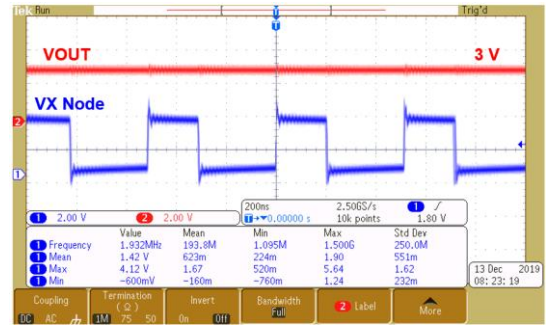 Tek Run
Trig'd
VOUT
3 V
VX Node
2
1
200ms 2.50GS/s 1
1 2.00 V 2 2.00 V 0.00000 s 10k points 1.80 V
Value Mean Min Max Std Dev
1 Frequency 1.932MHz 193.8M 1.095M 1.500G 250.0M
1 Mean 1.42 V 623m 224m 1.90 551m
1 Max 4.12 V 1.67 520m 5.64 1.62
1 Min -600mV -160m -760m 1.24 232m
13 Dec 2019
08:23:19
Coupling
DC AC
Termination
(Ω)
1M 75 50
Invert
On Off
Bandwidth
Full
2 Label
More